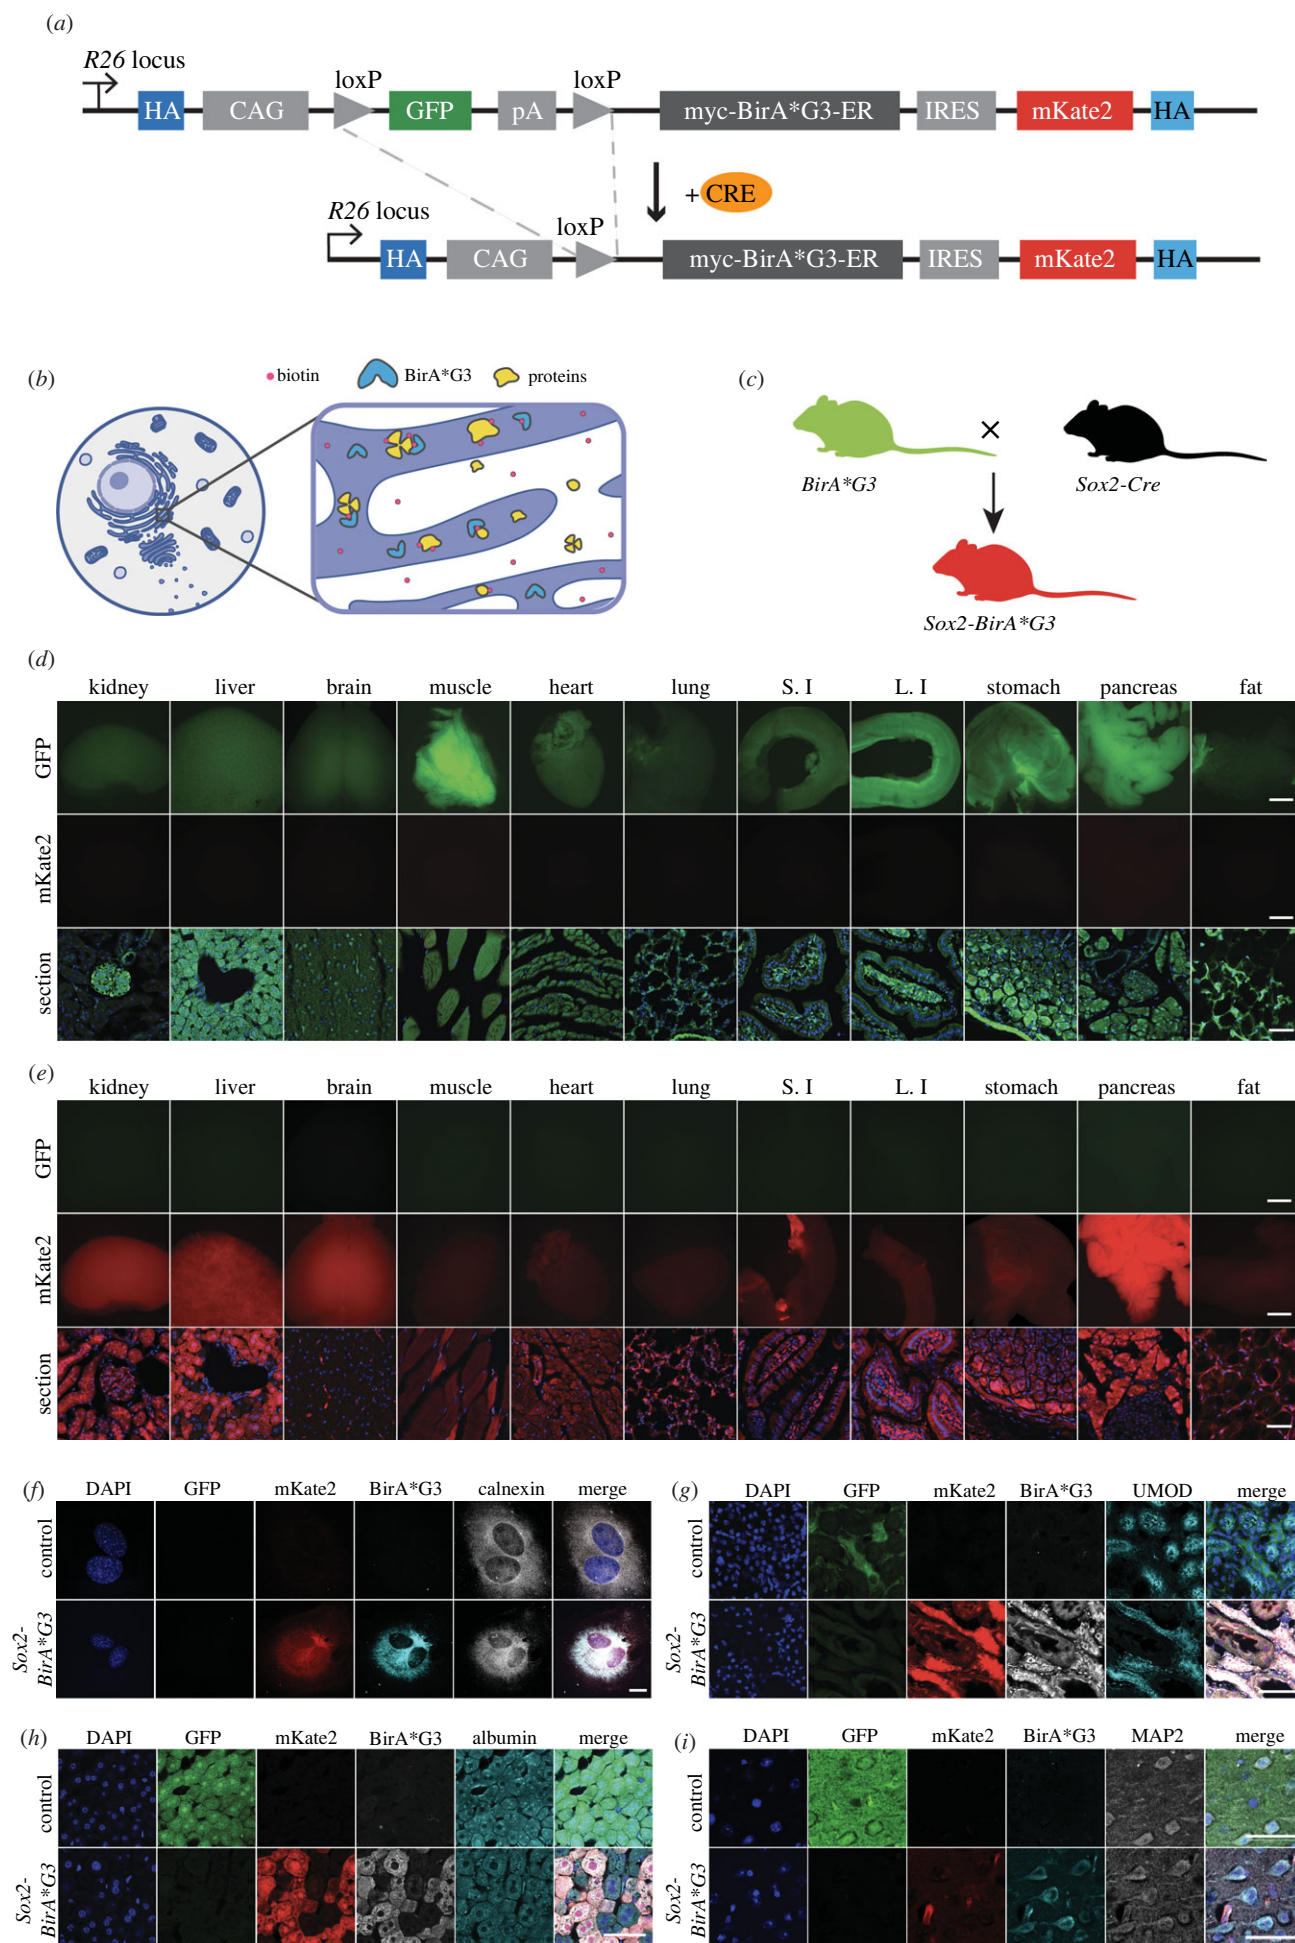 (a)
R26 locus
loxP
loxP
HA CAG GFP pA myc-BirA*G3-ER IRES mKate2 HA
+ CRE
R26 locus
loxP
HA CAG myc-BirA*G3-ER IRES mKate2 HA
(b)
biotin BirA*G3 proteins
(c)
×
BirA*G3 Sox2-Cre
Sox2-BirA*G3
(d)
kidney liver brain muscle heart lung S. I L. I stomach pancreas fat
GFP
mKate2
section
(e)
kidney liver brain muscle heart lung S. I L. I stomach pancreas fat
GFP
mKate2
section
(f)
DAPI GFP mKate2 BirA*G3 calnexin merge
control
Sox2-
BirA*G3
(g)
DAPI GFP mKate2 BirA*G3 UMOD merge
control
Sox2-
BirA*G3
(h)
DAPI GFP mKate2 BirA*G3 albumin merge
control
Sox2-
BirA*G3
(i)
DAPI GFP mKate2 BirA*G3 MAP2 merge
control
Sox2-
BirA*G3